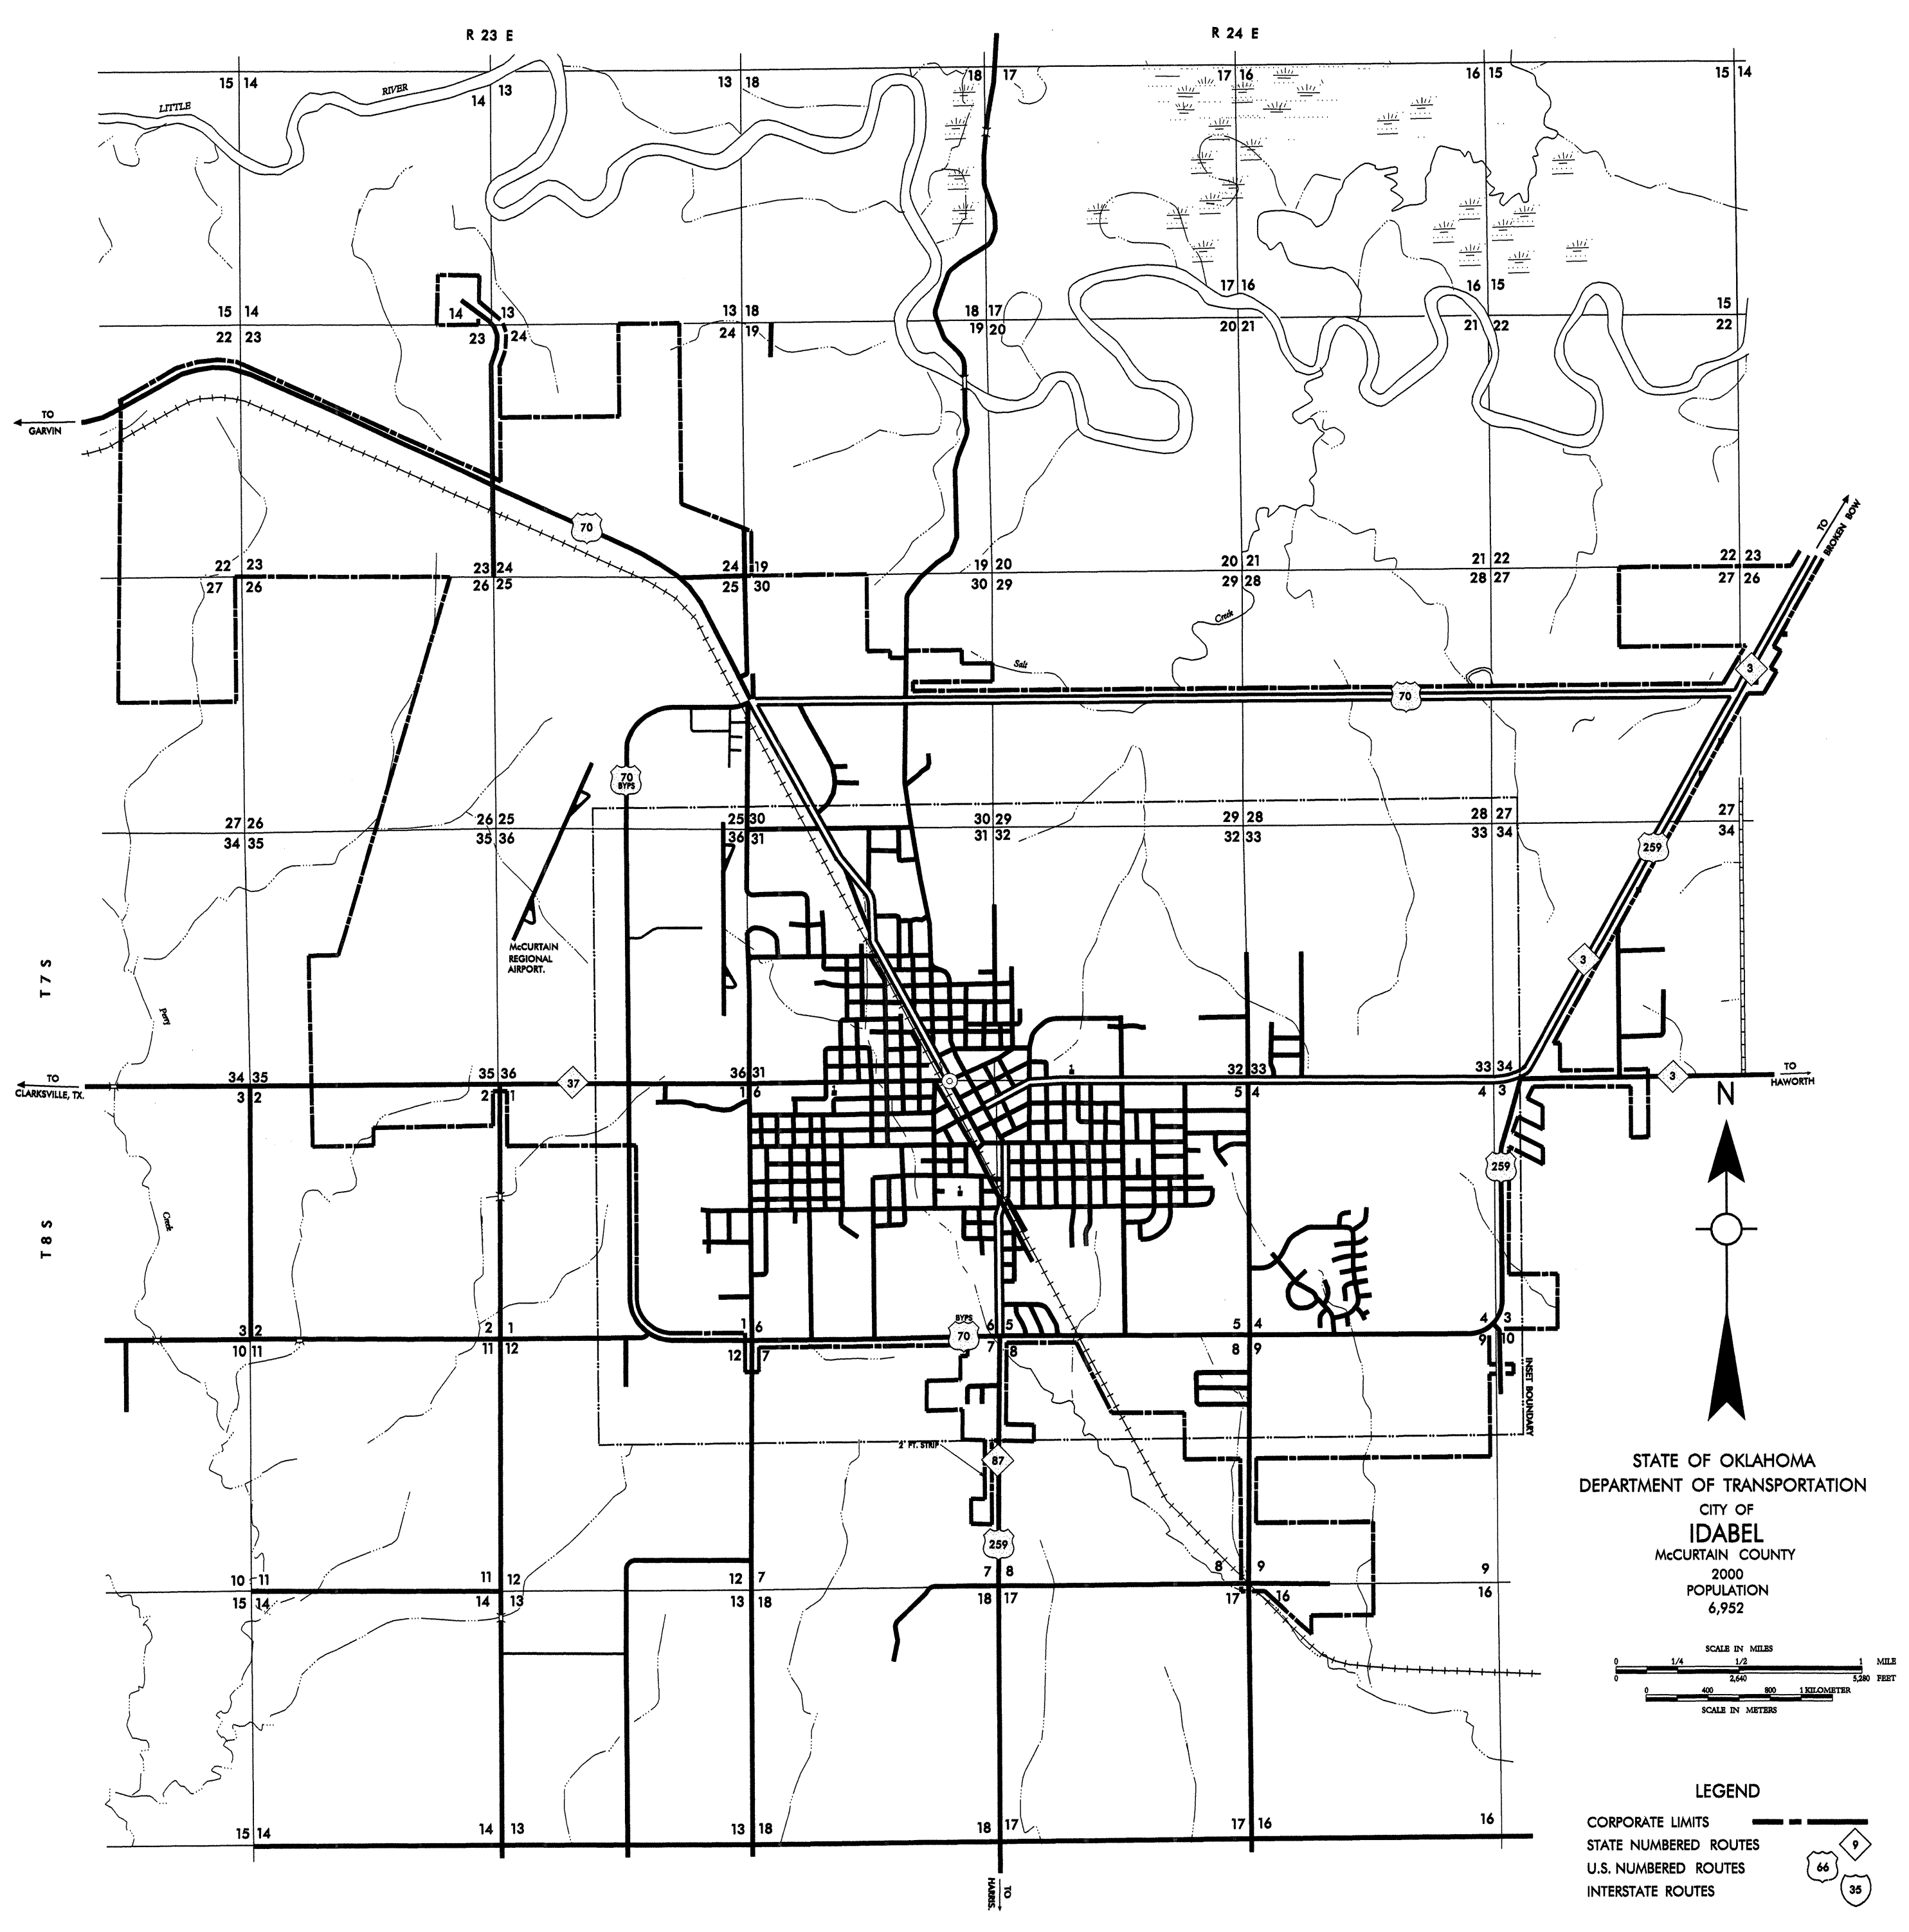 R 23 E
R 24 E
15 14
14 13
13 18
18 17
17 16
16 15
15 14
LITTLE
RIVER
15 14
22 23
14 13
23 24
13 18
24 19
18 17
19 20
17 16
20 21
16 15
21 22
15
22
TO
GARVIN
70
TO
BROKEN BOW
22 23
27 26
23 24
26 25
24 19
25 30
19 20
30 29
20 21
29 28
21 22
28 27
22 23
27 26
Creek
Salt
3
70
70
BYPS
27 26
34 35
26 25
35 36
25 30
36 31
30 29
31 32
29 28
32 33
28 27
33 34
27
34
259
McCURTAIN
REGIONAL
AIRPORT.
3
T 7 S
Perry
TO
CLARKSVILLE, TX.
34 35
3 2
35 36
2 1
37
36 31
1 6
1
1
32 33
5 4
33 34
4 3
3
TO
HAWORTH
N
259
1
T 8 S
Creek
3 2
10 11
2 1
11 12
1 6
12 7
BYPS
70
6 5
7 8
5 4
8 9
4 3
9 10
INSET BOUNDARY
2' FT. STRIP
87
259
10 11
15 14
11 12
14 13
12 7
13 18
7 8
18 17
8 9
17 16
9
16
15 14
14 13
13 18
18 17
17 16
16
TO
HARRIS.
STATE OF OKLAHOMA
DEPARTMENT OF TRANSPORTATION
CITY OF
IDABEL
McCURTAIN COUNTY
2000
POPULATION
6,952
SCALE IN MILES
0 1/4 1/2 1 MILE
0 2,640 5,280 FEET
0 400 800 1 KILOMETER
SCALE IN METERS
LEGEND
CORPORATE LIMITS
STATE NUMBERED ROUTES 9
U.S. NUMBERED ROUTES 66
INTERSTATE ROUTES 35